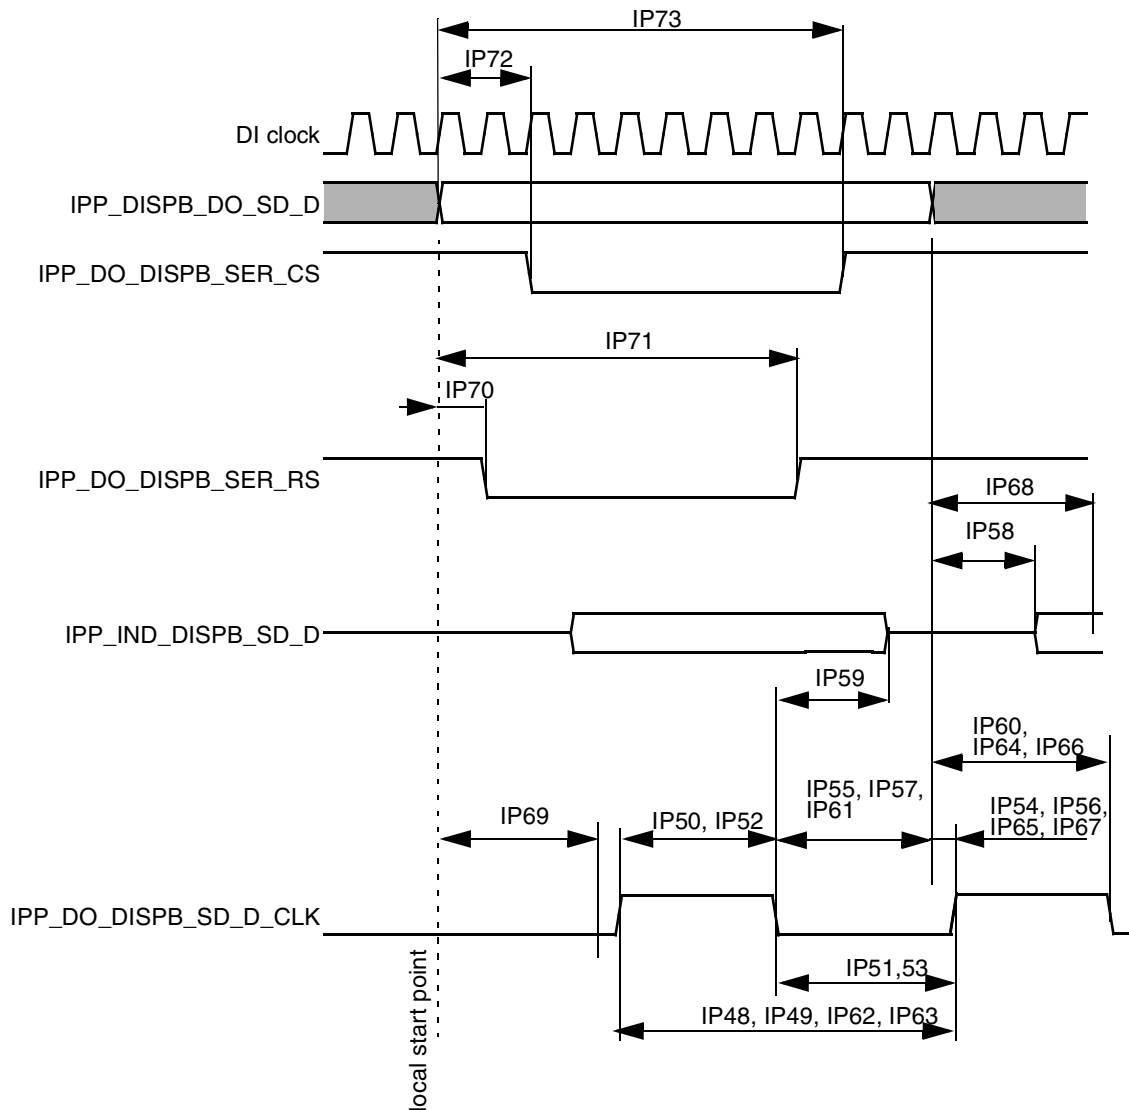 IP73
IP72
DI clock
IPP_DISPB_DO_SD_D
IPP_DO_DISPB_SER_CS
IP71
IP70
IPP_DO_DISPB_SER_RS
IP68
IP58
IPP_IND_DISPB_SD_D
IP59
IP60,
IP64, IP66
IP55, IP57,
IP61
IP54, IP56,
IP65, IP67
IP69
IP50, IP52
IPP_DO_DISPB_SD_D_CLK
IP51,53
IP48, IP49, IP62, IP63
local start point